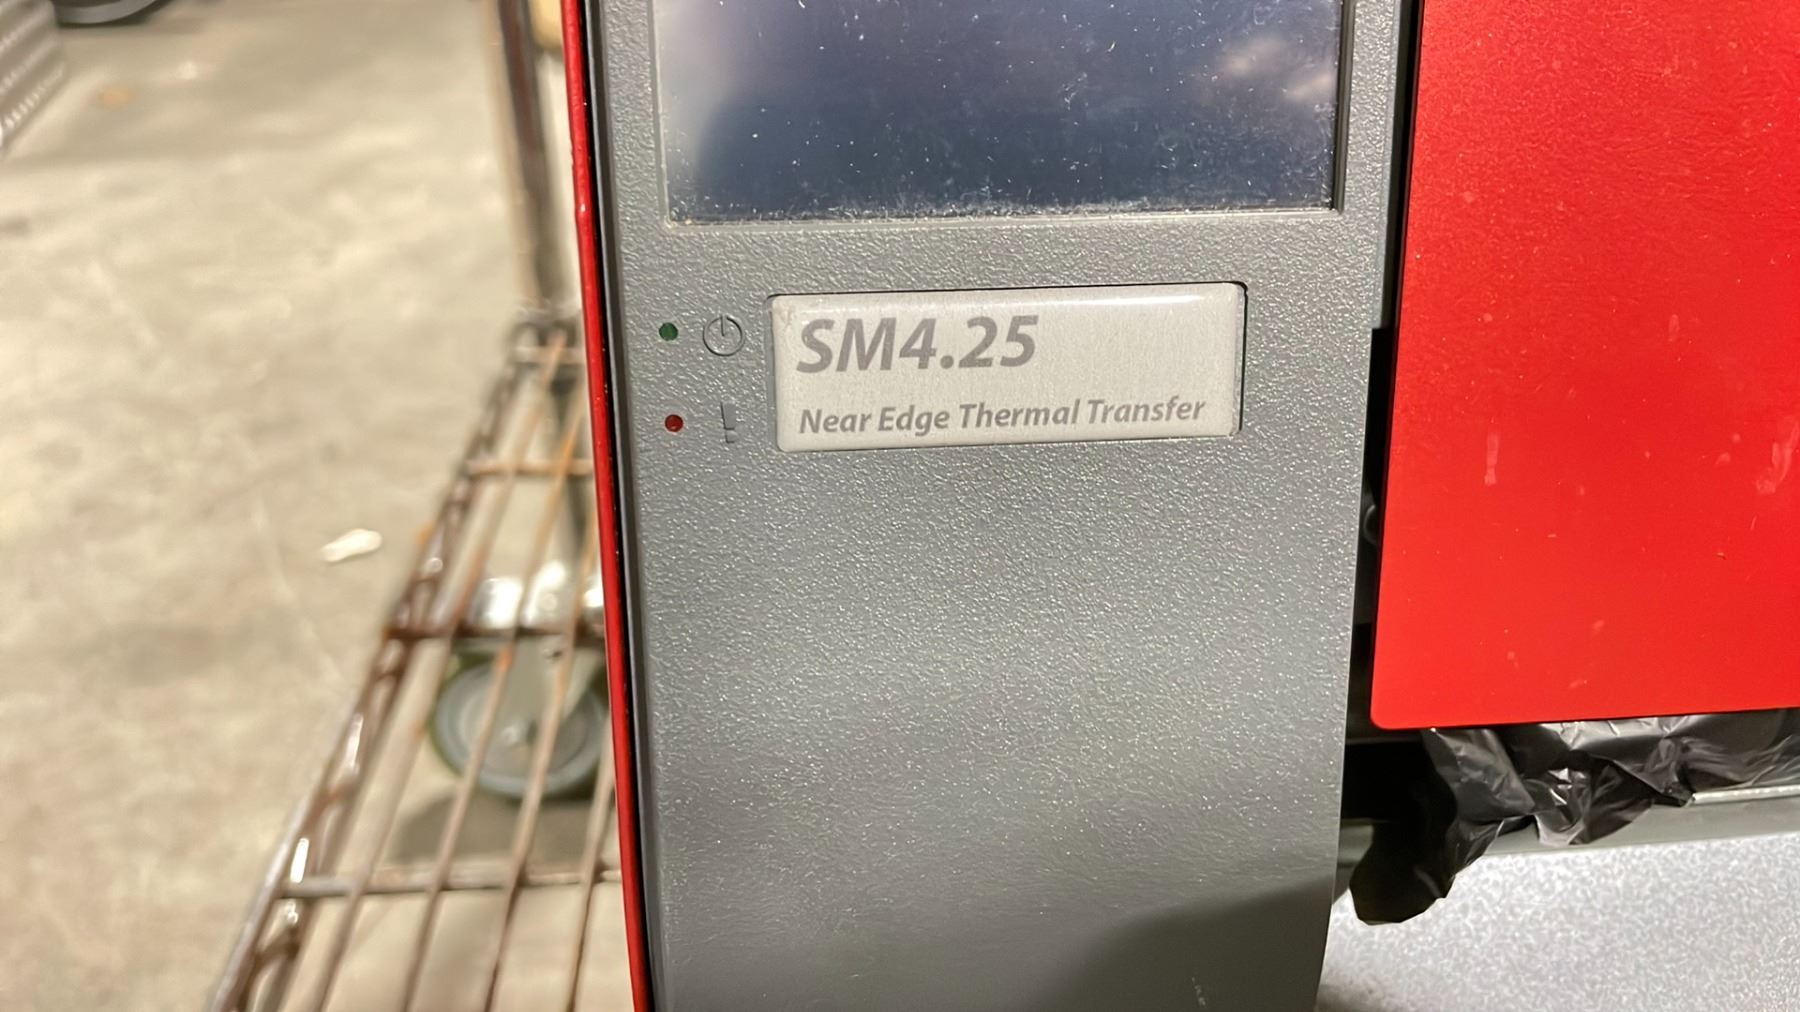 SM4.25
Near Edge Thermal Transfer